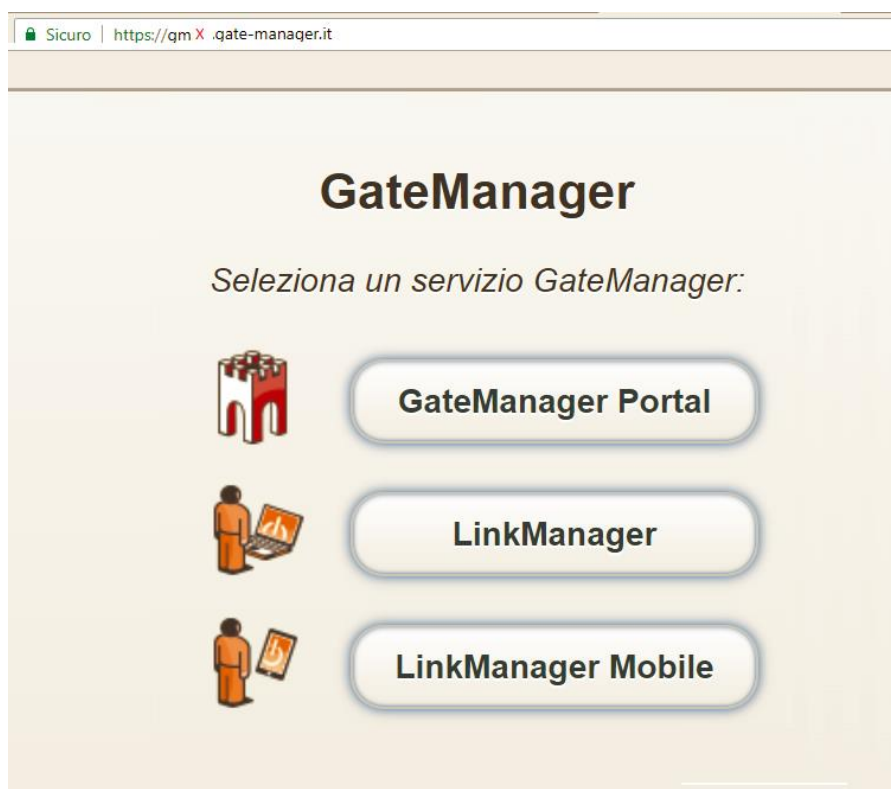 Sicuro | https://gm X .gate-manager.it
GateManager
Seleziona un servizio GateManager:
GateManager Portal
LinkManager
LinkManager Mobile